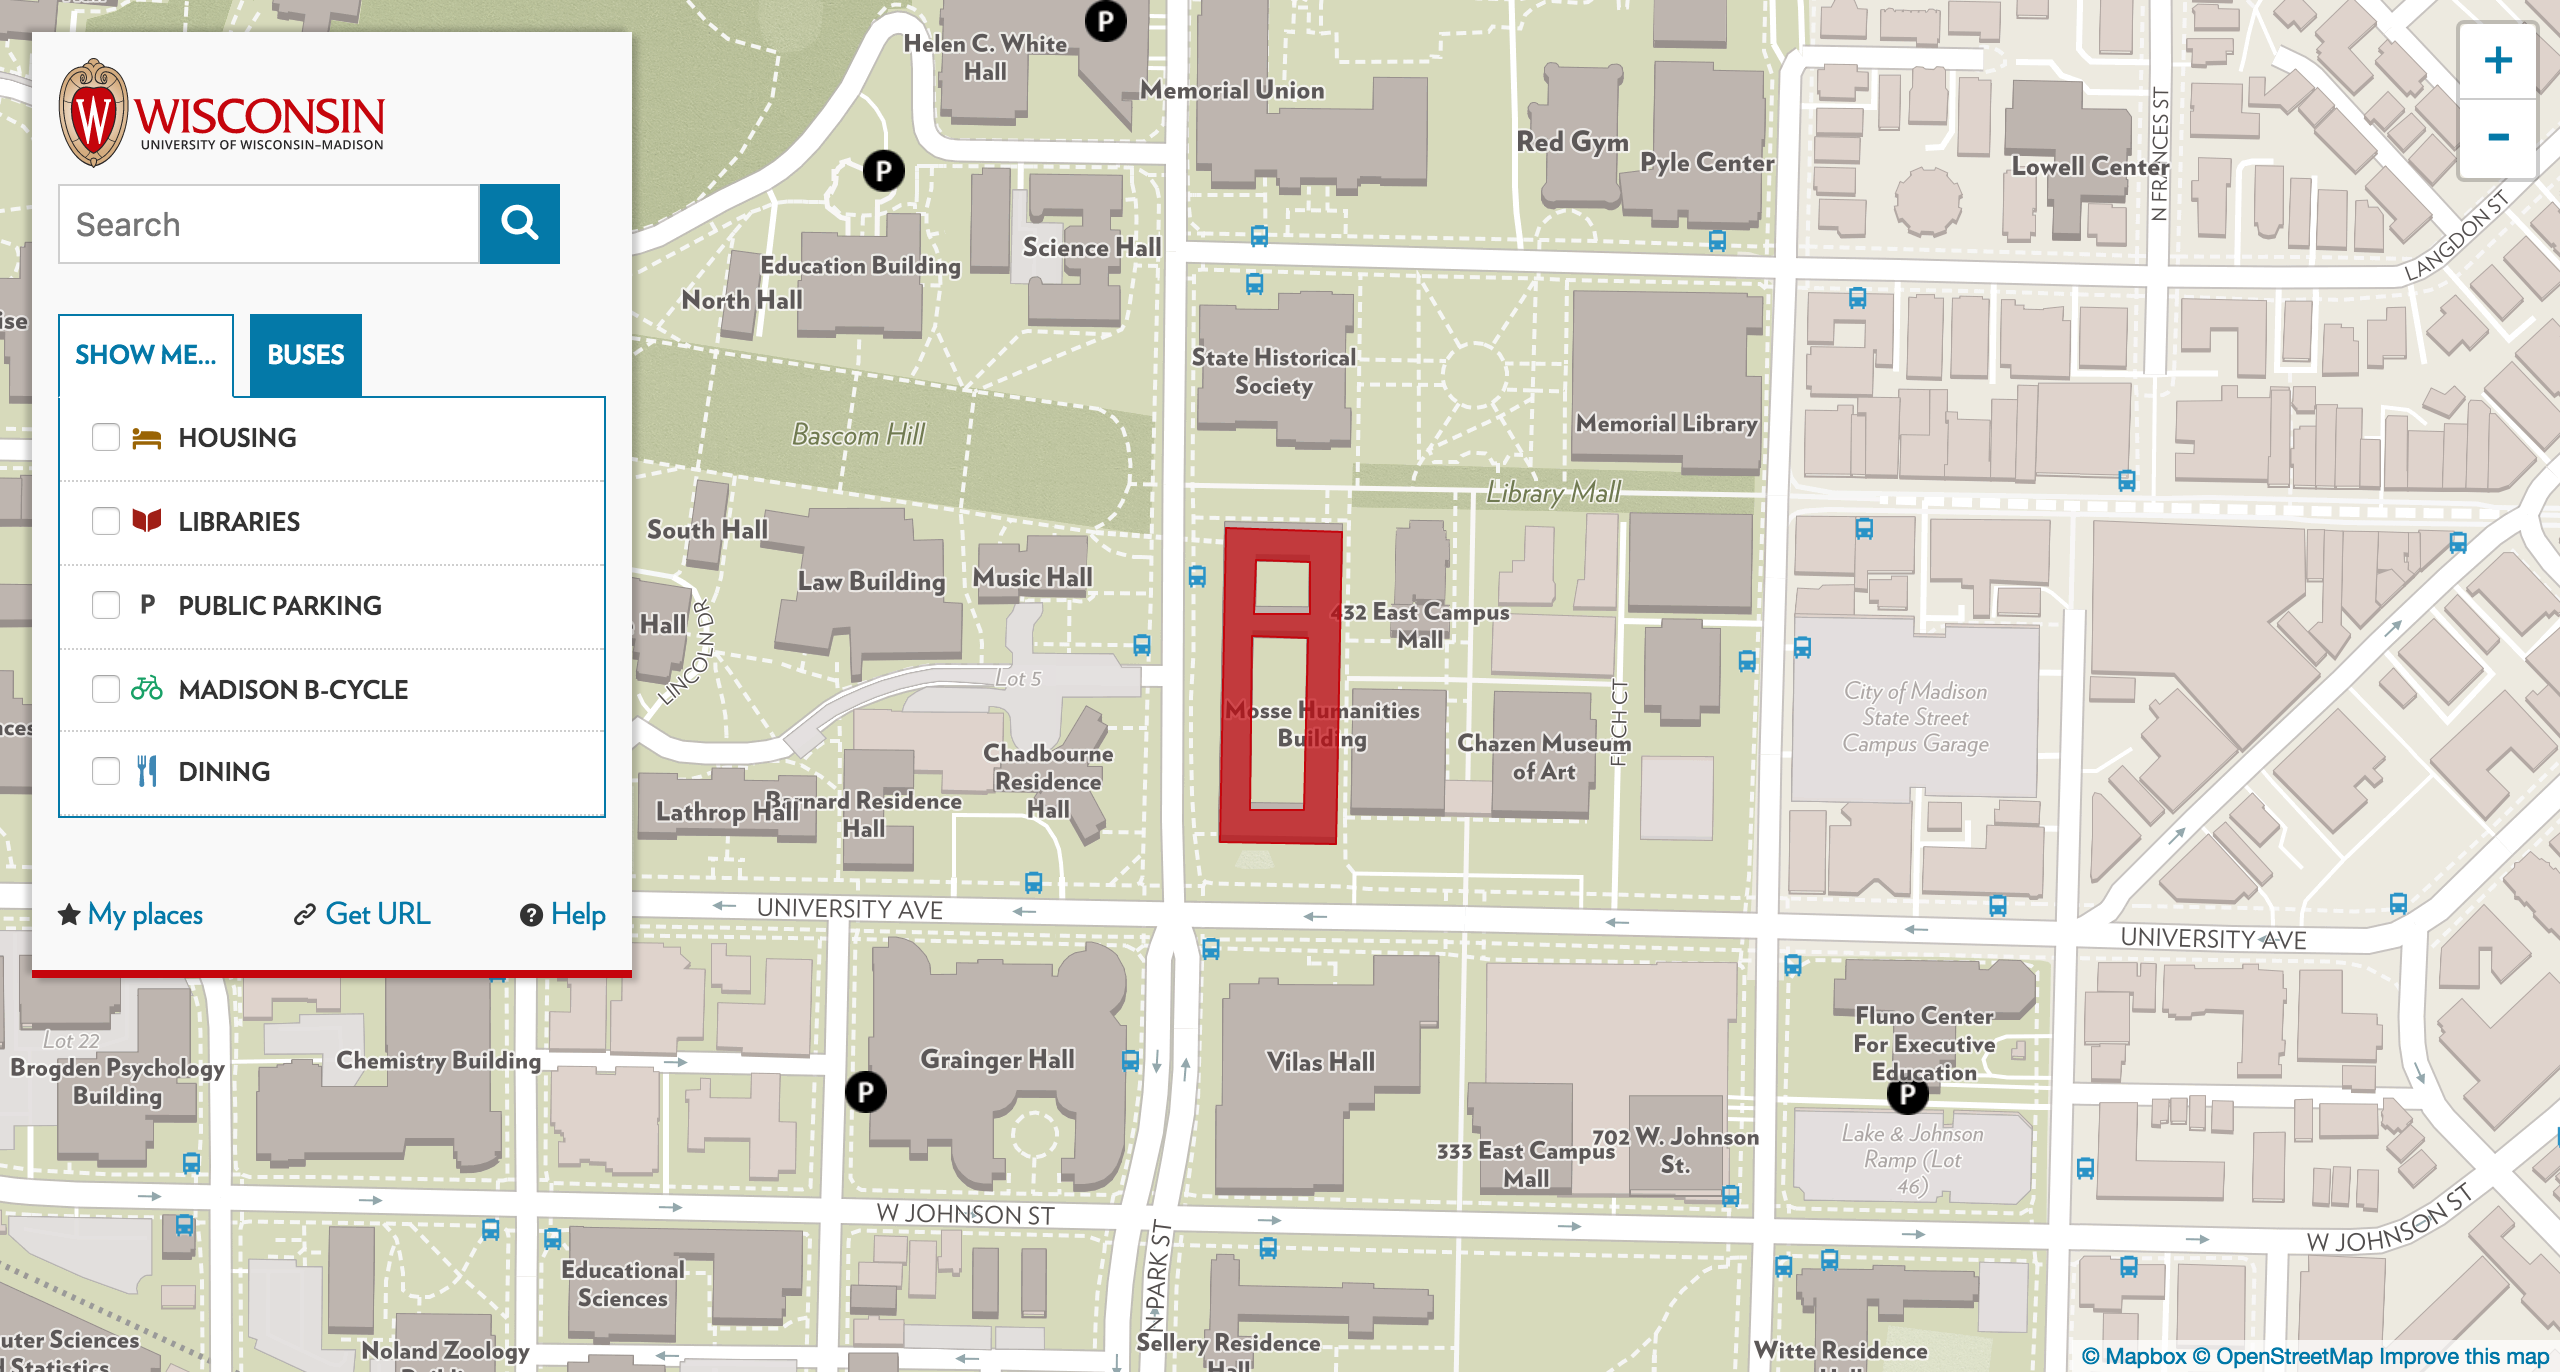 W
WISCONSIN
UNIVERSITY OF WISCONSIN–MADISON
Search
SHOW ME...
BUSES
HOUSING
LIBRARIES
P PUBLIC PARKING
MADISON B-CYCLE
DINING
My places
Get URL
? Help
+
-
P
Helen C. White
Hall
Memorial Union
Red Gym
Pyle Center
Lowell Center
N FRANCES ST
LANGDON ST
P
Science Hall
Education Building
North Hall
State Historical
Society
Memorial Library
Bascom Hill
Library Mall
South Hall
Law Building
Music Hall
Hall
LINCOLN DR
Lot 5
432 East Campus
Mall
Mosse Humanities
Building
Chazen Museum
of Art
City of Madison
State Street
Campus Garage
Chadbourne
Residence
Hall
Lathrop Hall
Barnard Residence
Hall
UNIVERSITY AVE
UNIVERSITY AVE
Lot 22
Brogden Psychology
Building
Chemistry Building
Grainger Hall
P
Vilas Hall
Fluno Center
For Executive
Education
P
Lake & Johnson
Ramp (Lot
46)
333 East Campus
Mall
702 W. Johnson
St.
W JOHNSON ST
W JOHNSON ST
N PARK ST
Educational
Sciences
Noland Zoology
Sellery Residence
Hall
Witte Residence
uter Sciences
Statistics
© Mapbox © OpenStreetMap Improve this map